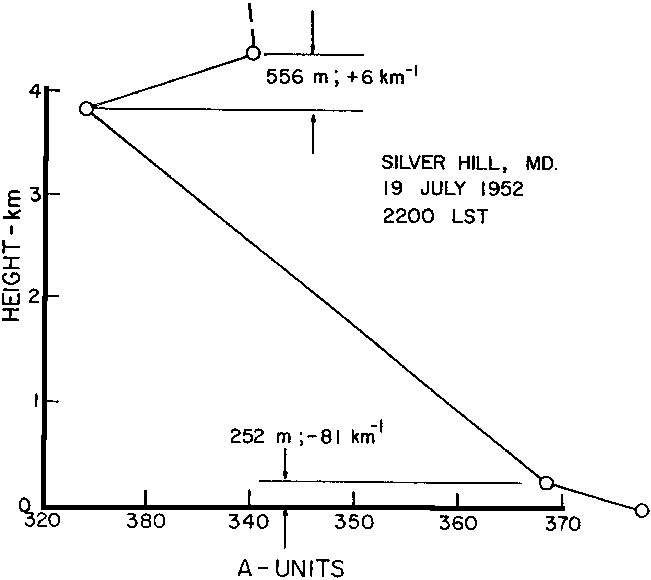 556 m; +6 km⁻¹
4
SILVER HILL, MD.
19 JULY 1952
2200 LST
3
HEIGHT-km
2
1
252 m; -81 km⁻¹
0
320 380 340 350 360 370
A-UNITS